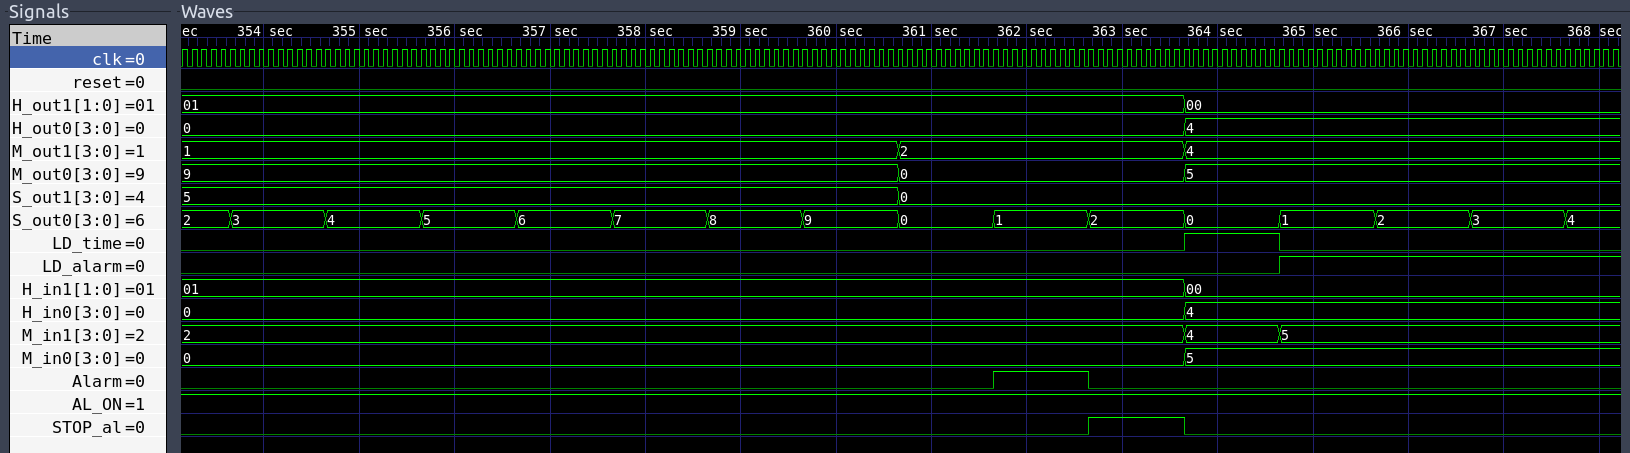 Signals Waves
Time ec 354 sec 355 sec 356 sec 357 sec 358 sec 359 sec 360 sec 361 sec 362 sec 363 sec 364 sec 365 sec 366 sec 367 sec 368 sec
clk=0
reset=0
H_out1[1:0]=01 01 00
H_out0[3:0]=0 0 4
M_out1[3:0]=1 1 2 4
M_out0[3:0]=9 9 0 5
S_out1[3:0]=4 5 0
S_out0[3:0]=6 2 3 4 5 6 7 8 9 0 1 2 0 1 2 3 4
LD_time=0
LD_alarm=0
H_in1[1:0]=01 01 00
H_in0[3:0]=0 0 4
M_in1[3:0]=2 2 4 5
M_in0[3:0]=0 0 5
Alarm=0
AL_ON=1
STOP_al=0